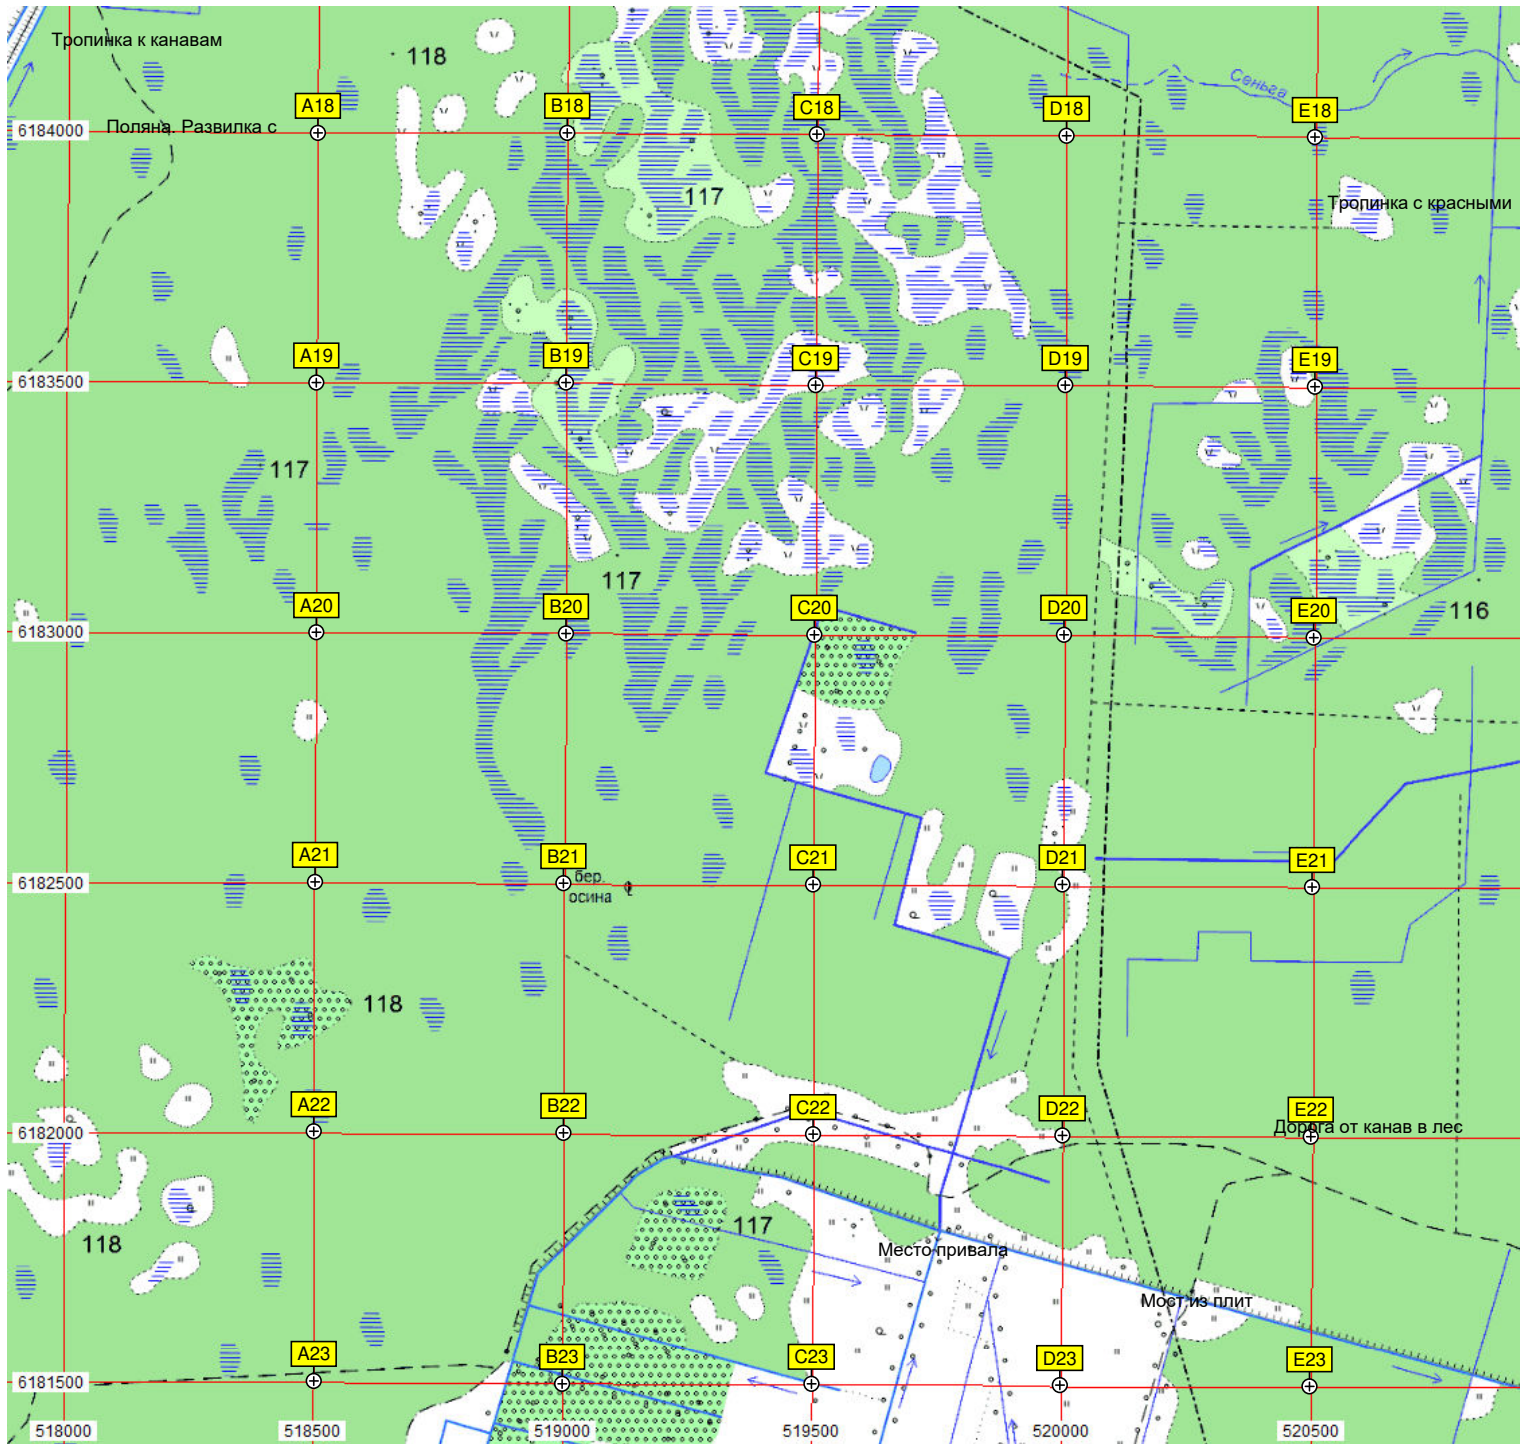 Тропинка к канавам
118
Сеньга
A18
B18
C18
D18
E18
6184000
Поляна. Развилка с
117
Тропинка с красными
A19
B19
C19
D19
E19
6183500
117
117
A20
B20
C20
D20
E20
116
6183000
A21
B21
C21
D21
E21
6182500
бер.
осина
118
A22
B22
C22
D22
E22
6182000
Дорога от канав в лес
117
118
Место привала
Мост из плит
A23
B23
C23
D23
E23
6181500
518000
518500
519000
519500
520000
520500